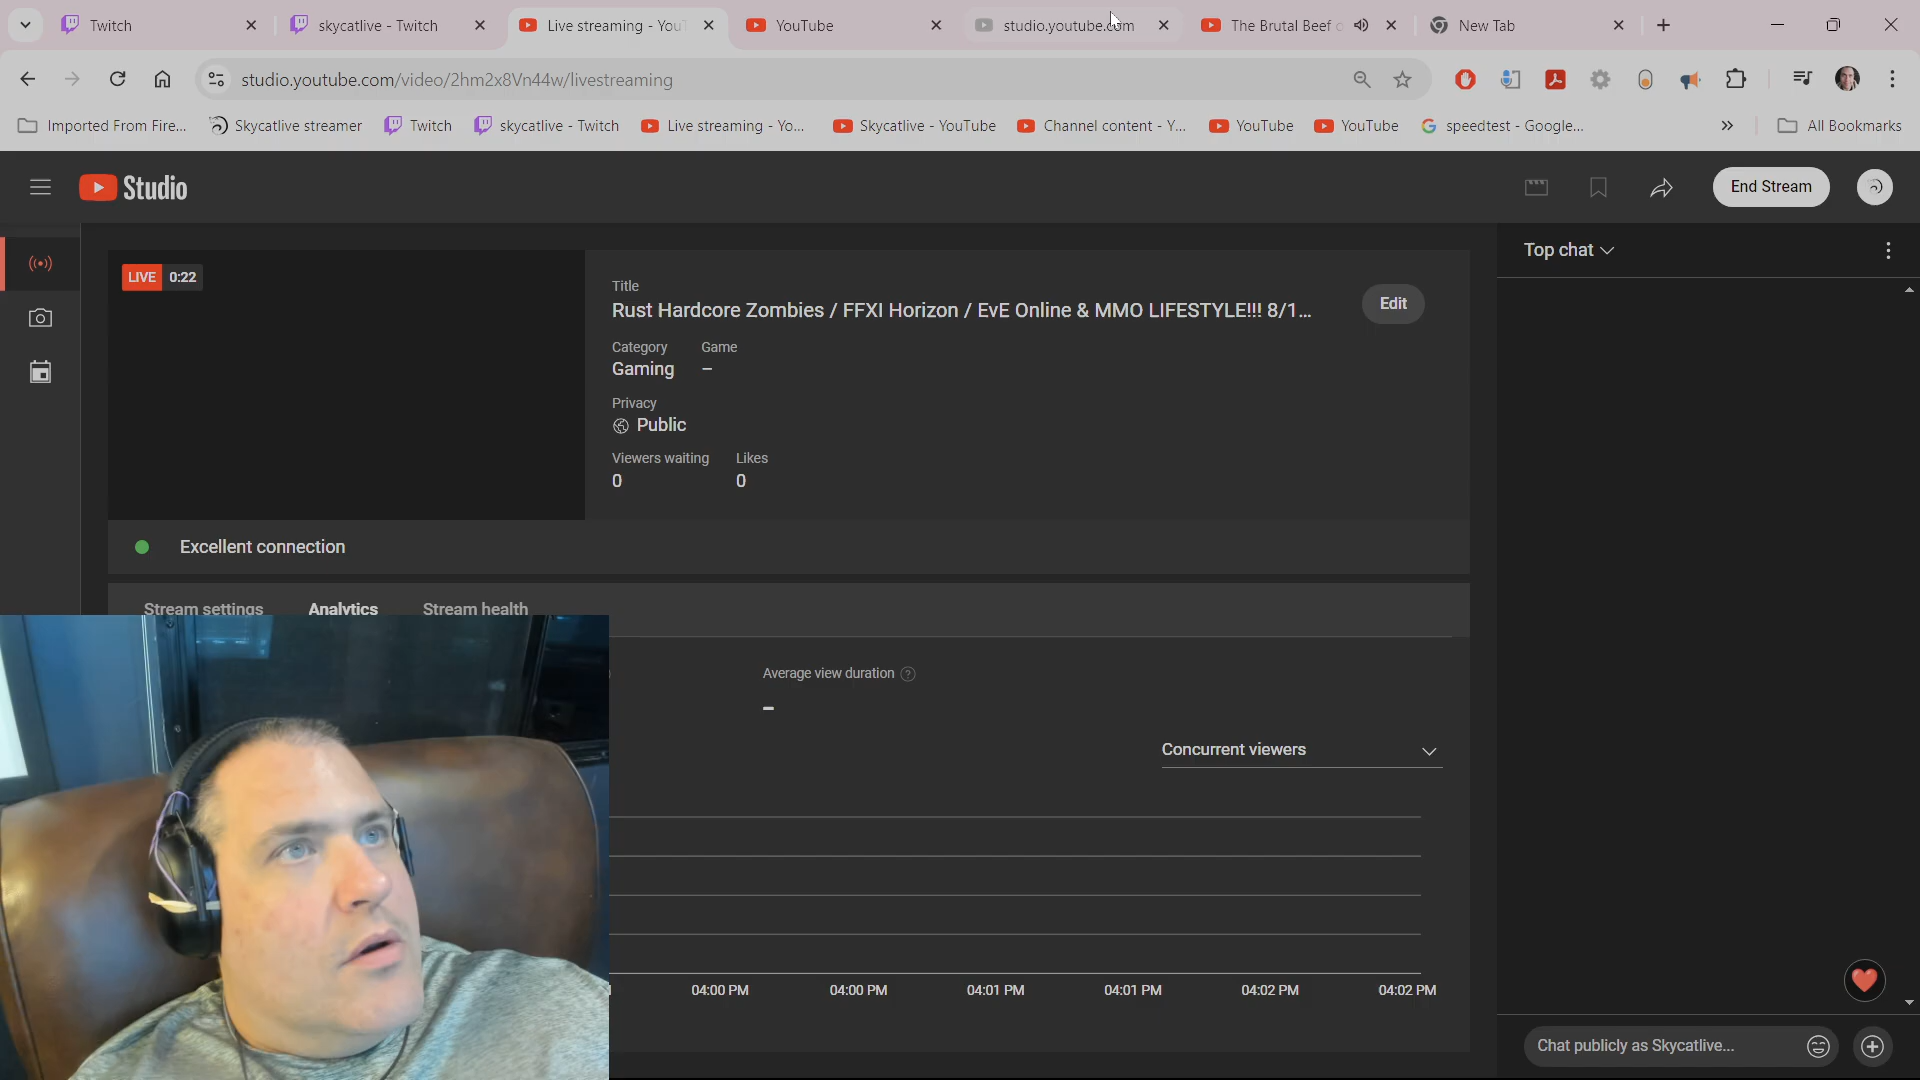 Twitch
skycatlive - Twitch
Live streaming - YouT
YouTube
studio.youtube.com
The Brutal Beef o
New Tab
studio.youtube.com/video/2hm2x8Vn44w/livestreaming
Imported From Fire...
Skycatlive streamer
Twitch
skycatlive - Twitch
Live streaming - Yo...
Skycatlive - YouTube
Channel content - Y...
YouTube
YouTube
speedtest - Google...
All Bookmarks
Studio
End Stream
LIVE 0:22
Title
Rust Hardcore Zombies / FFXI Horizon / EvE Online & MMO LIFESTYLE!!! 8/1...
Edit
Category Game
Gaming –
Privacy
Public
Viewers waiting Likes
0 0
Excellent connection
Stream settings Analytics Stream health
Average view duration
–
Concurrent viewers
04:00 PM 04:00 PM 04:01 PM 04:01 PM 04:02 PM 04:02 PM
Top chat
Chat publicly as Skycatlive...